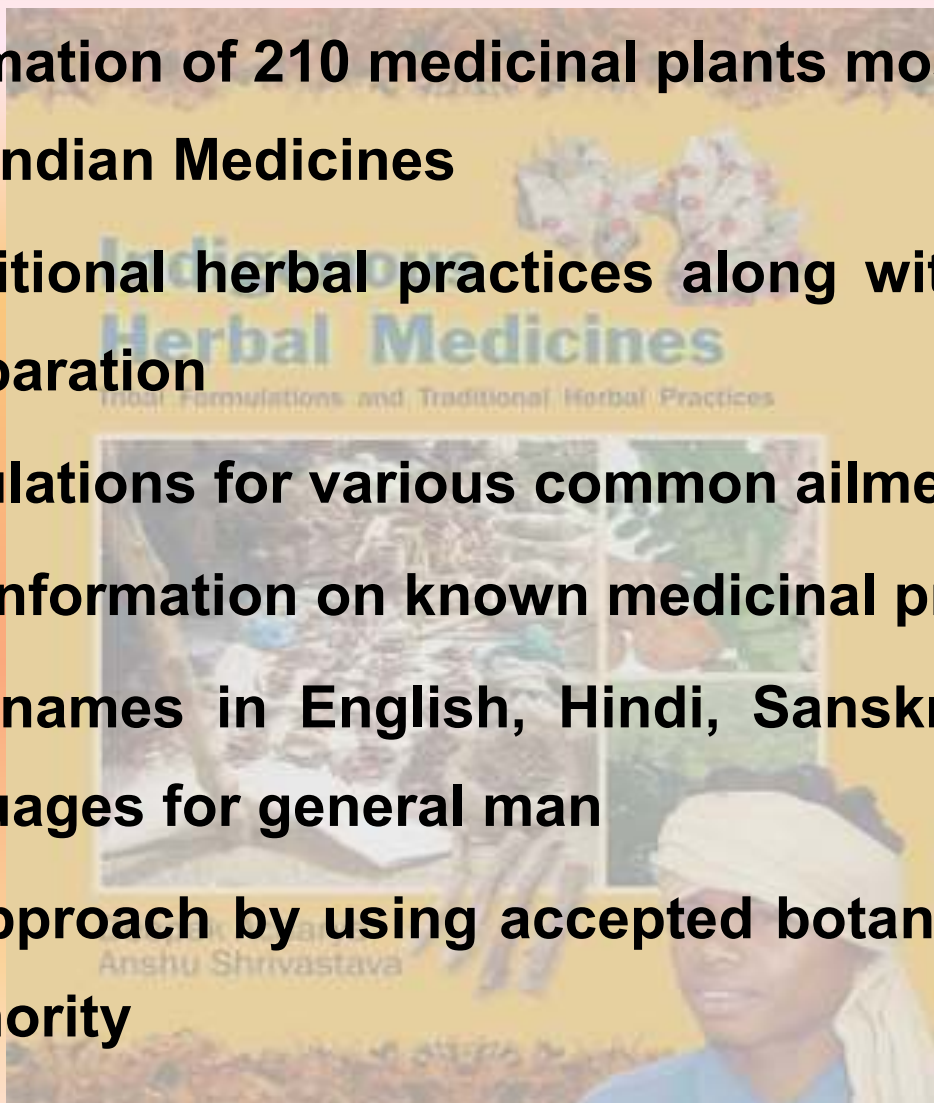 mation of 210 medicinal plants mo
ndian Medicines
itional herbal practices along wit
paration
ulations for various common ailme
nformation on known medicinal pr
names in English, Hindi, Sanskr
uages for general man
pproach by using accepted botan
hority
Indigenous
Herbal Medicines
Tribal Formulations and Traditional Herbal Practices
Anshu Shrivastava